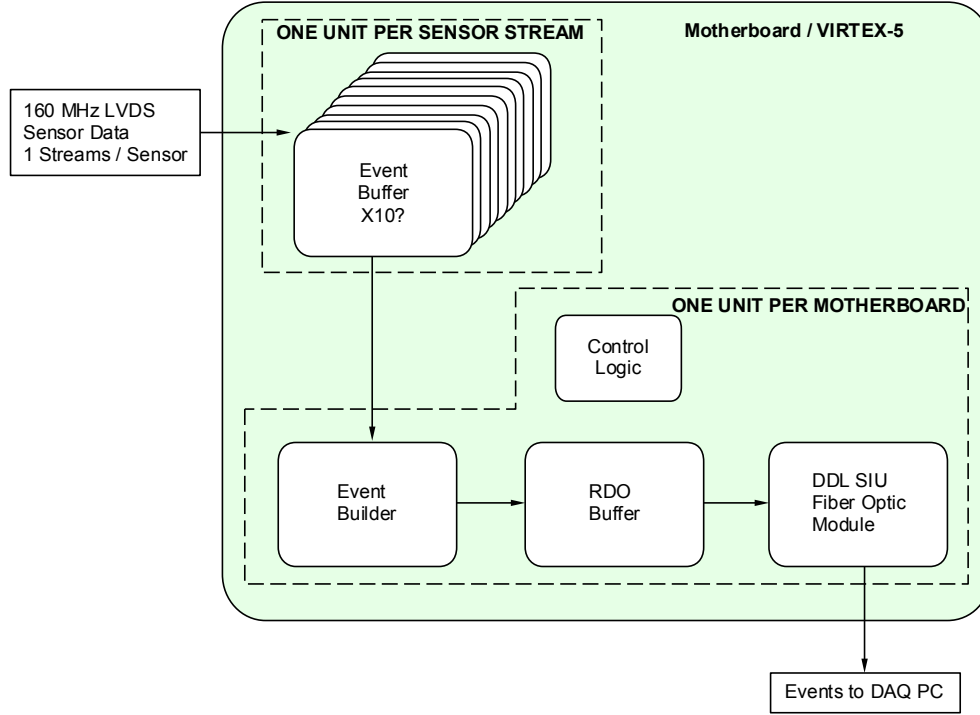 ONE UNIT PER SENSOR STREAM
Motherboard / VIRTEX-5
160 MHz LVDS
Sensor Data
1 Streams / Sensor
Event
Buffer
X10?
ONE UNIT PER MOTHERBOARD
Control
Logic
Event
Builder
RDO
Buffer
DDL SIU
Fiber Optic
Module
Events to DAQ PC